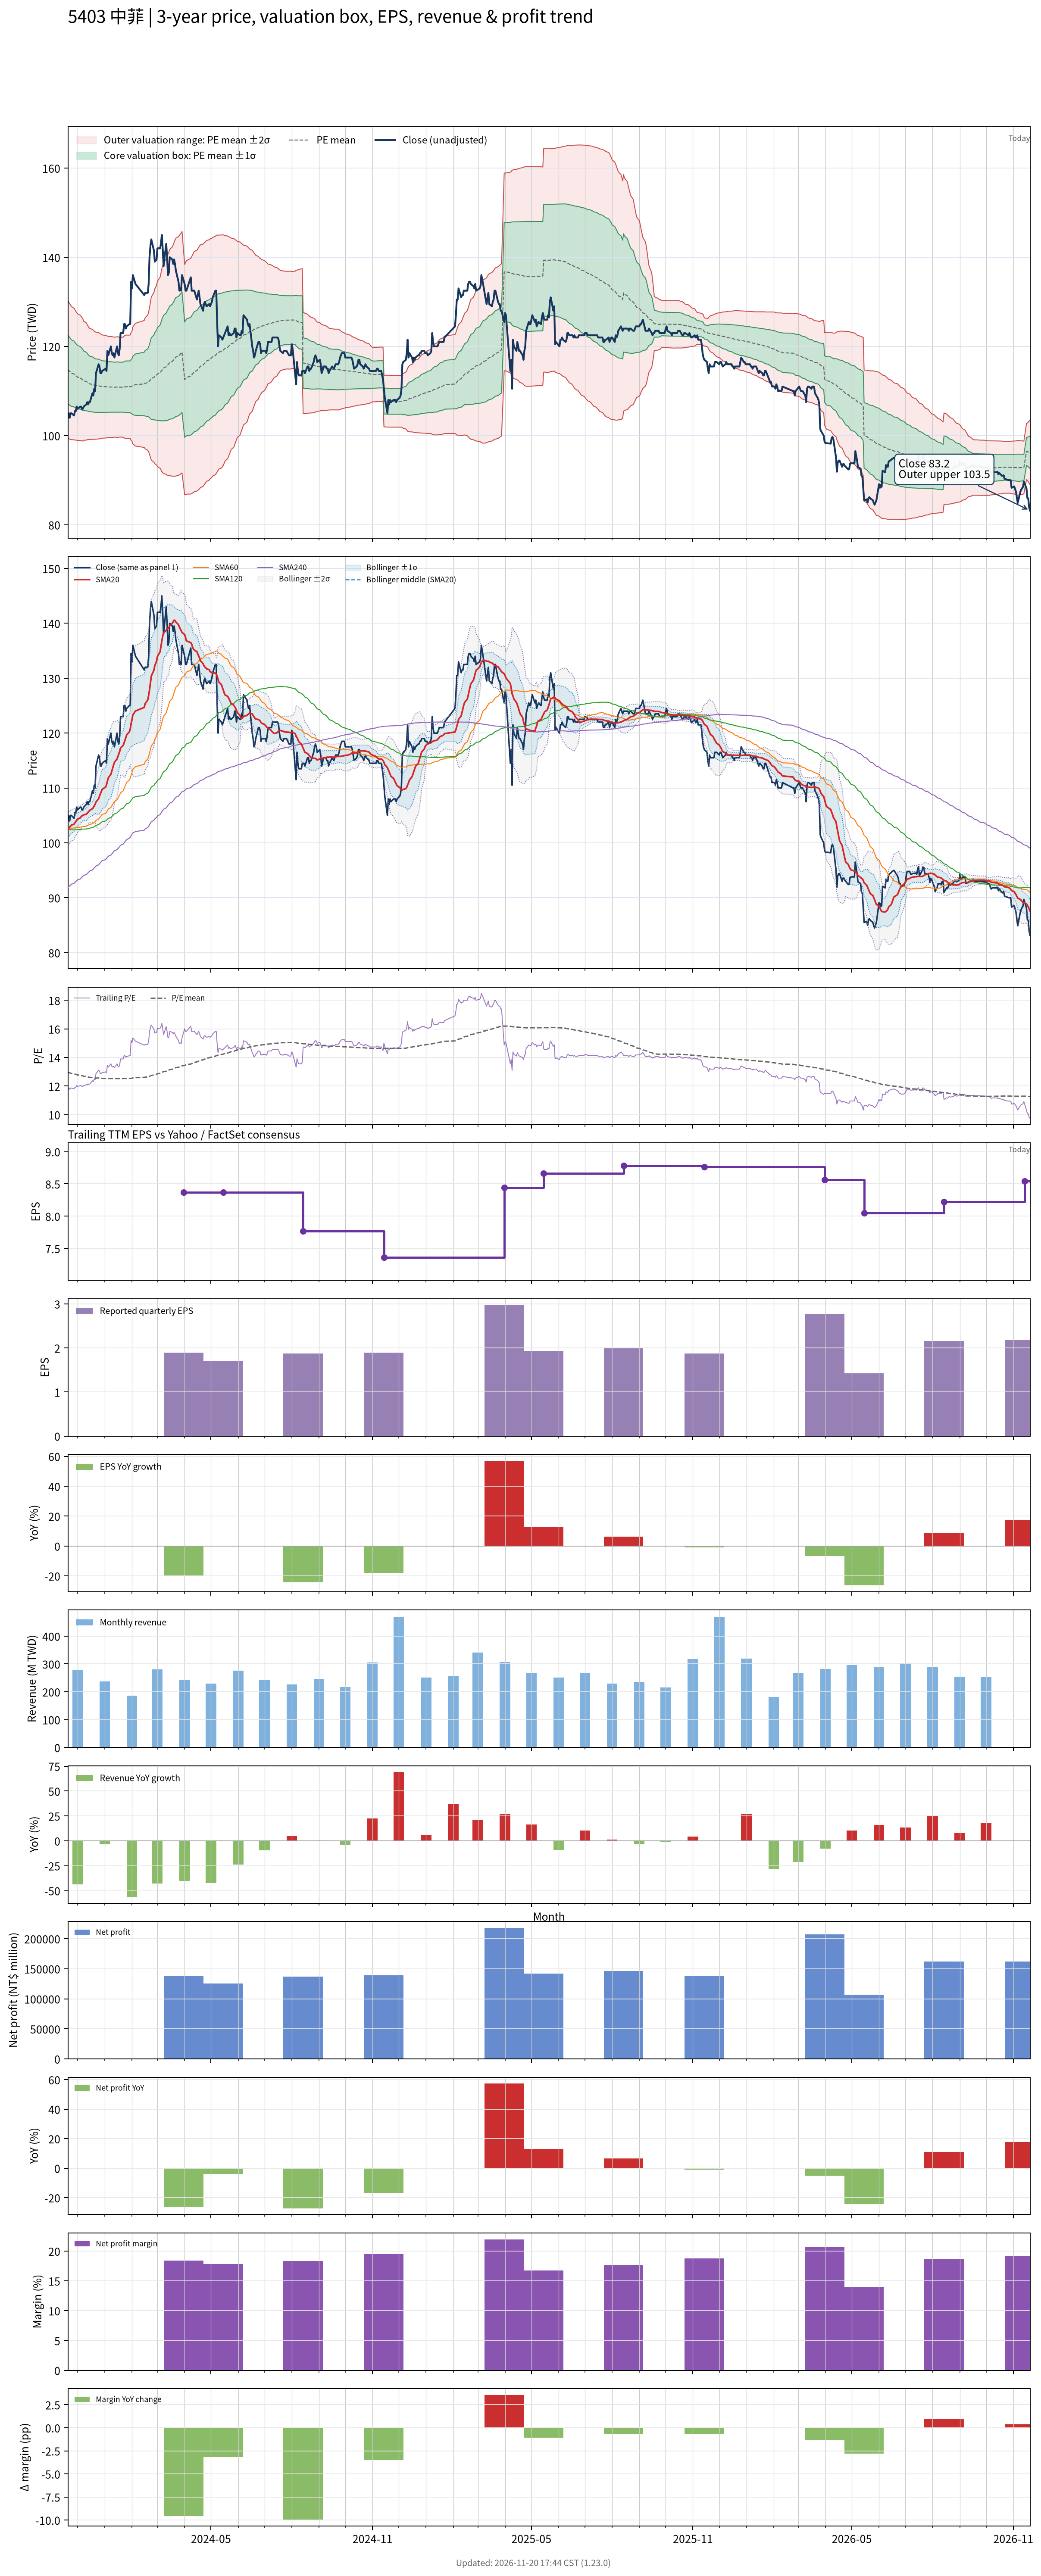 5403 中菲 | 3-year price, valuation box, EPS, revenue & profit trend
Outer valuation range: PE mean ±2σ
Core valuation box: PE mean ±1σ
PE mean
Close (unadjusted)
Today
Price (TWD)
160
140
120
100
80
Close 83.2
Outer upper 103.5
Close (same as panel 1)
SMA20
SMA60
SMA120
SMA240
Bollinger ±2σ
Bollinger ±1σ
Bollinger middle (SMA20)
Price
150
140
130
120
110
100
90
80
Trailing P/E
P/E mean
P/E
18
16
14
12
10
Trailing TTM EPS vs Yahoo / FactSet consensus
Today
EPS
9.0
8.5
8.0
7.5
Reported quarterly EPS
EPS
3
2
1
0
EPS YoY growth
YoY (%)
60
40
20
0
-20
Monthly revenue
Revenue (M TWD)
400
300
200
100
0
Revenue YoY growth
YoY (%)
75
50
25
0
-25
-50
Month
Net profit
Net profit (NT$ million)
200000
150000
100000
50000
0
Net profit YoY
YoY (%)
60
40
20
0
-20
Net profit margin
Margin (%)
20
15
10
5
0
Margin YoY change
Δ margin (pp)
2.5
0.0
-2.5
-5.0
-7.5
-10.0
2024-05
2024-11
2025-05
2025-11
2026-05
2026-11
Updated: 2026-11-20 17:44 CST (1.23.0)